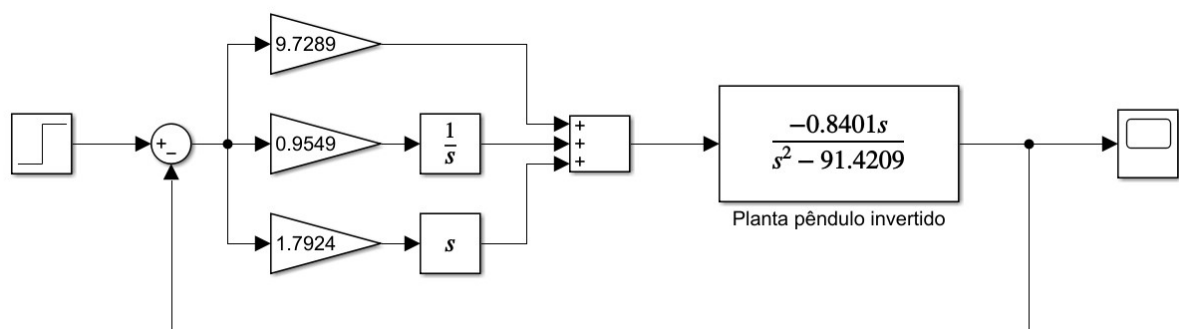 9.7289
+
−
0.9549
1
s
+
+
+
−0.8401s
s² − 91.4209
Planta pêndulo invertido
1.7924
s